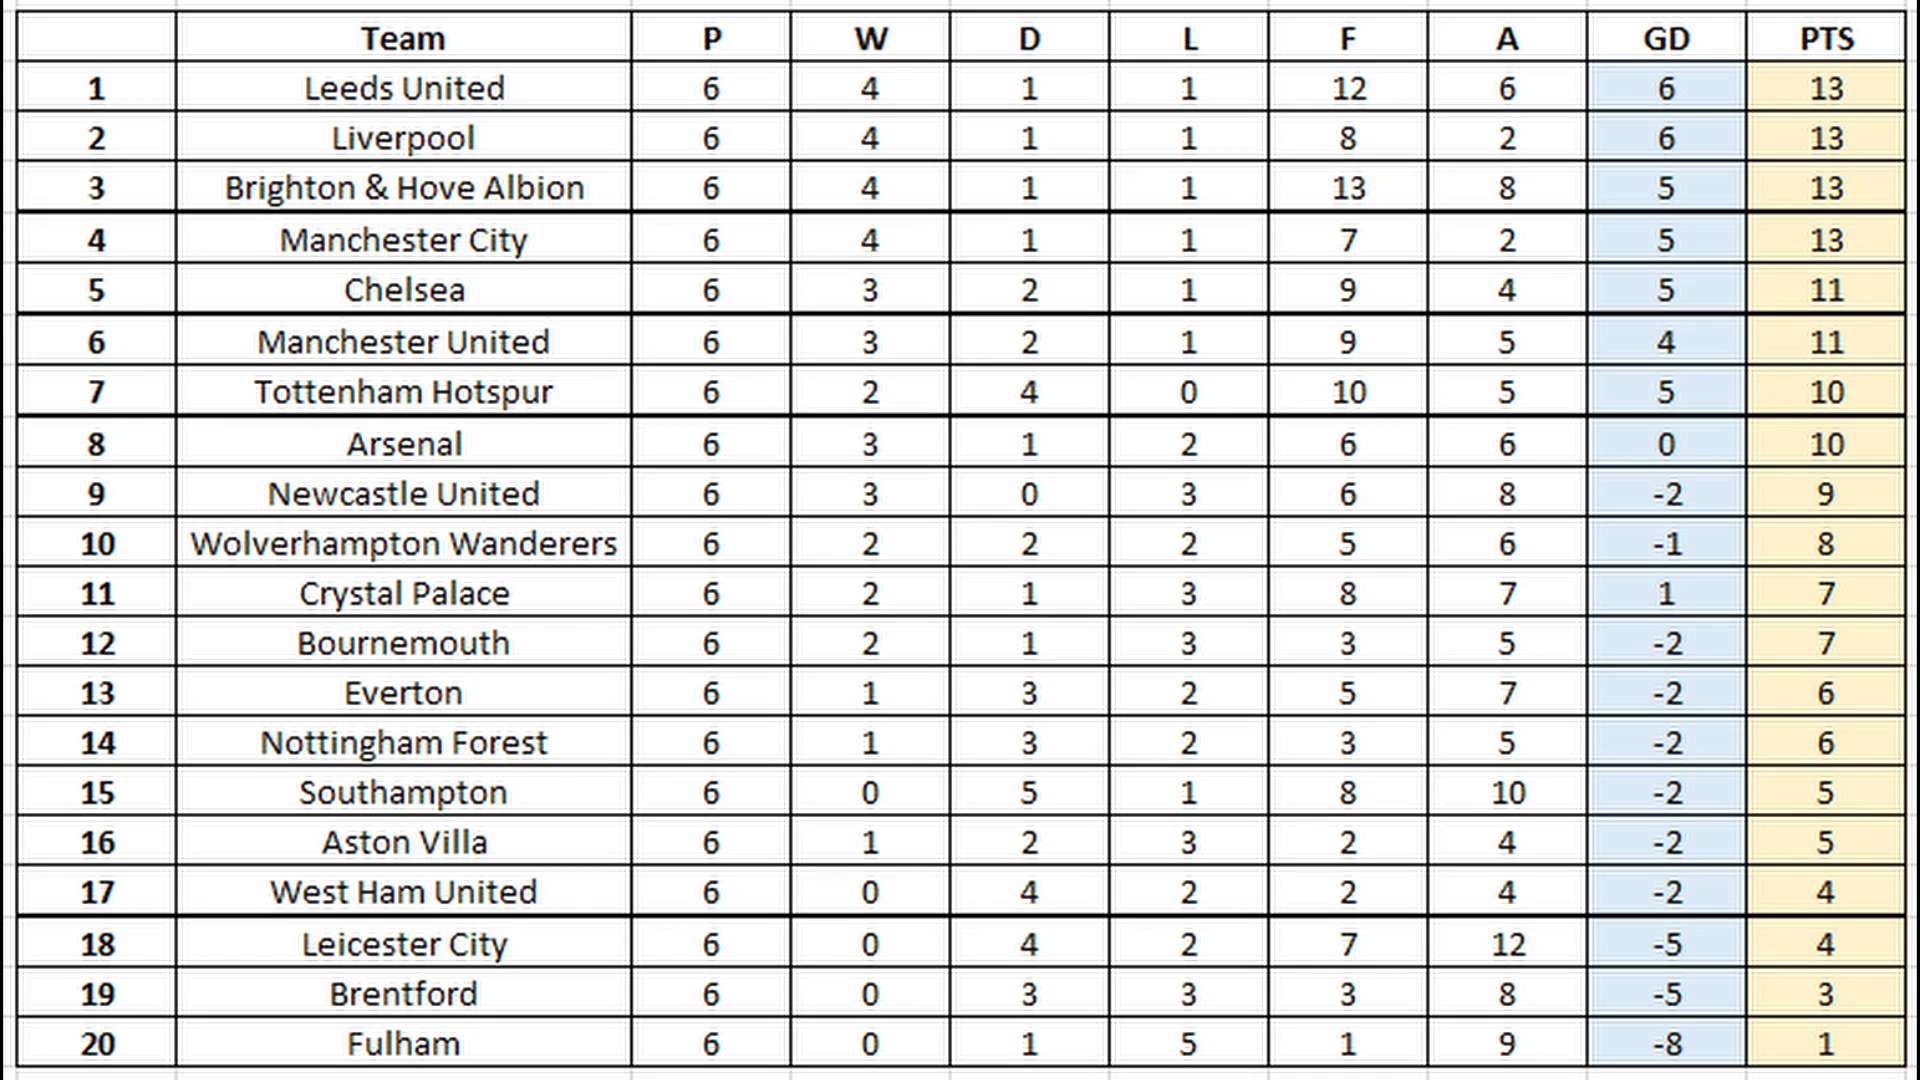 Team P W D L F A GD PTS
1 Leeds United 6 4 1 1 12 6 6 13
2 Liverpool 6 4 1 1 8 2 6 13
3 Brighton & Hove Albion 6 4 1 1 13 8 5 13
4 Manchester City 6 4 1 1 7 2 5 13
5 Chelsea 6 3 2 1 9 4 5 11
6 Manchester United 6 3 2 1 9 5 4 11
7 Tottenham Hotspur 6 2 4 0 10 5 5 10
8 Arsenal 6 3 1 2 6 6 0 10
9 Newcastle United 6 3 0 3 6 8 -2 9
10 Wolverhampton Wanderers 6 2 2 2 5 6 -1 8
11 Crystal Palace 6 2 1 3 8 7 1 7
12 Bournemouth 6 2 1 3 3 5 -2 7
13 Everton 6 1 3 2 5 7 -2 6
14 Nottingham Forest 6 1 3 2 3 5 -2 6
15 Southampton 6 0 5 1 8 10 -2 5
16 Aston Villa 6 1 2 3 2 4 -2 5
17 West Ham United 6 0 4 2 2 4 -2 4
18 Leicester City 6 0 4 2 7 12 -5 4
19 Brentford 6 0 3 3 3 8 -5 3
20 Fulham 6 0 1 5 1 9 -8 1